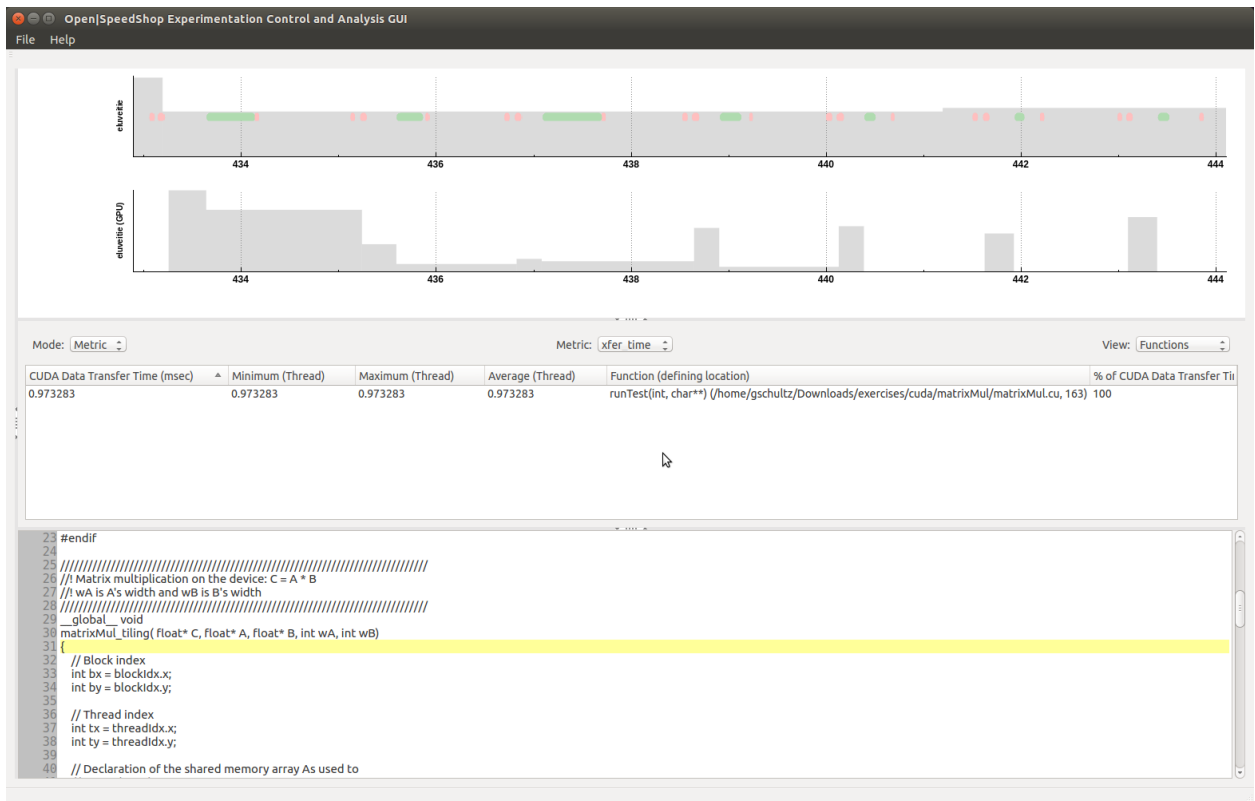 Open|SpeedShop Experimentation Control and Analysis GUI
File Help
eluveitie
434 436 438 440 442 444
eluveitie (GPU)
434 436 438 440 442 444
Mode: Metric Metric: xfer_time View: Functions
CUDA Data Transfer Time (msec) Minimum (Thread) Maximum (Thread) Average (Thread) Function (defining location) % of CUDA Data Transfer Ti
0.973283 0.973283 0.973283 0.973283 runTest(int, char**) (/home/gschultz/Downloads/exercises/cuda/matrixMul/matrixMul.cu, 163) 100
23 #endif
24
25 ////////////////////////////////////////////////////////////////////////////////
26 //! Matrix multiplication on the device: C = A * B
27 //! wA is A's width and wB is B's width
28 ////////////////////////////////////////////////////////////////////////////////
29 __global__ void
30 matrixMul_tiling( float* C, float* A, float* B, int wA, int wB)
31 {
32 // Block index
33 int bx = blockIdx.x;
34 int by = blockIdx.y;
35
36 // Thread index
37 int tx = threadIdx.x;
38 int ty = threadIdx.y;
39
40 // Declaration of the shared memory array As used to